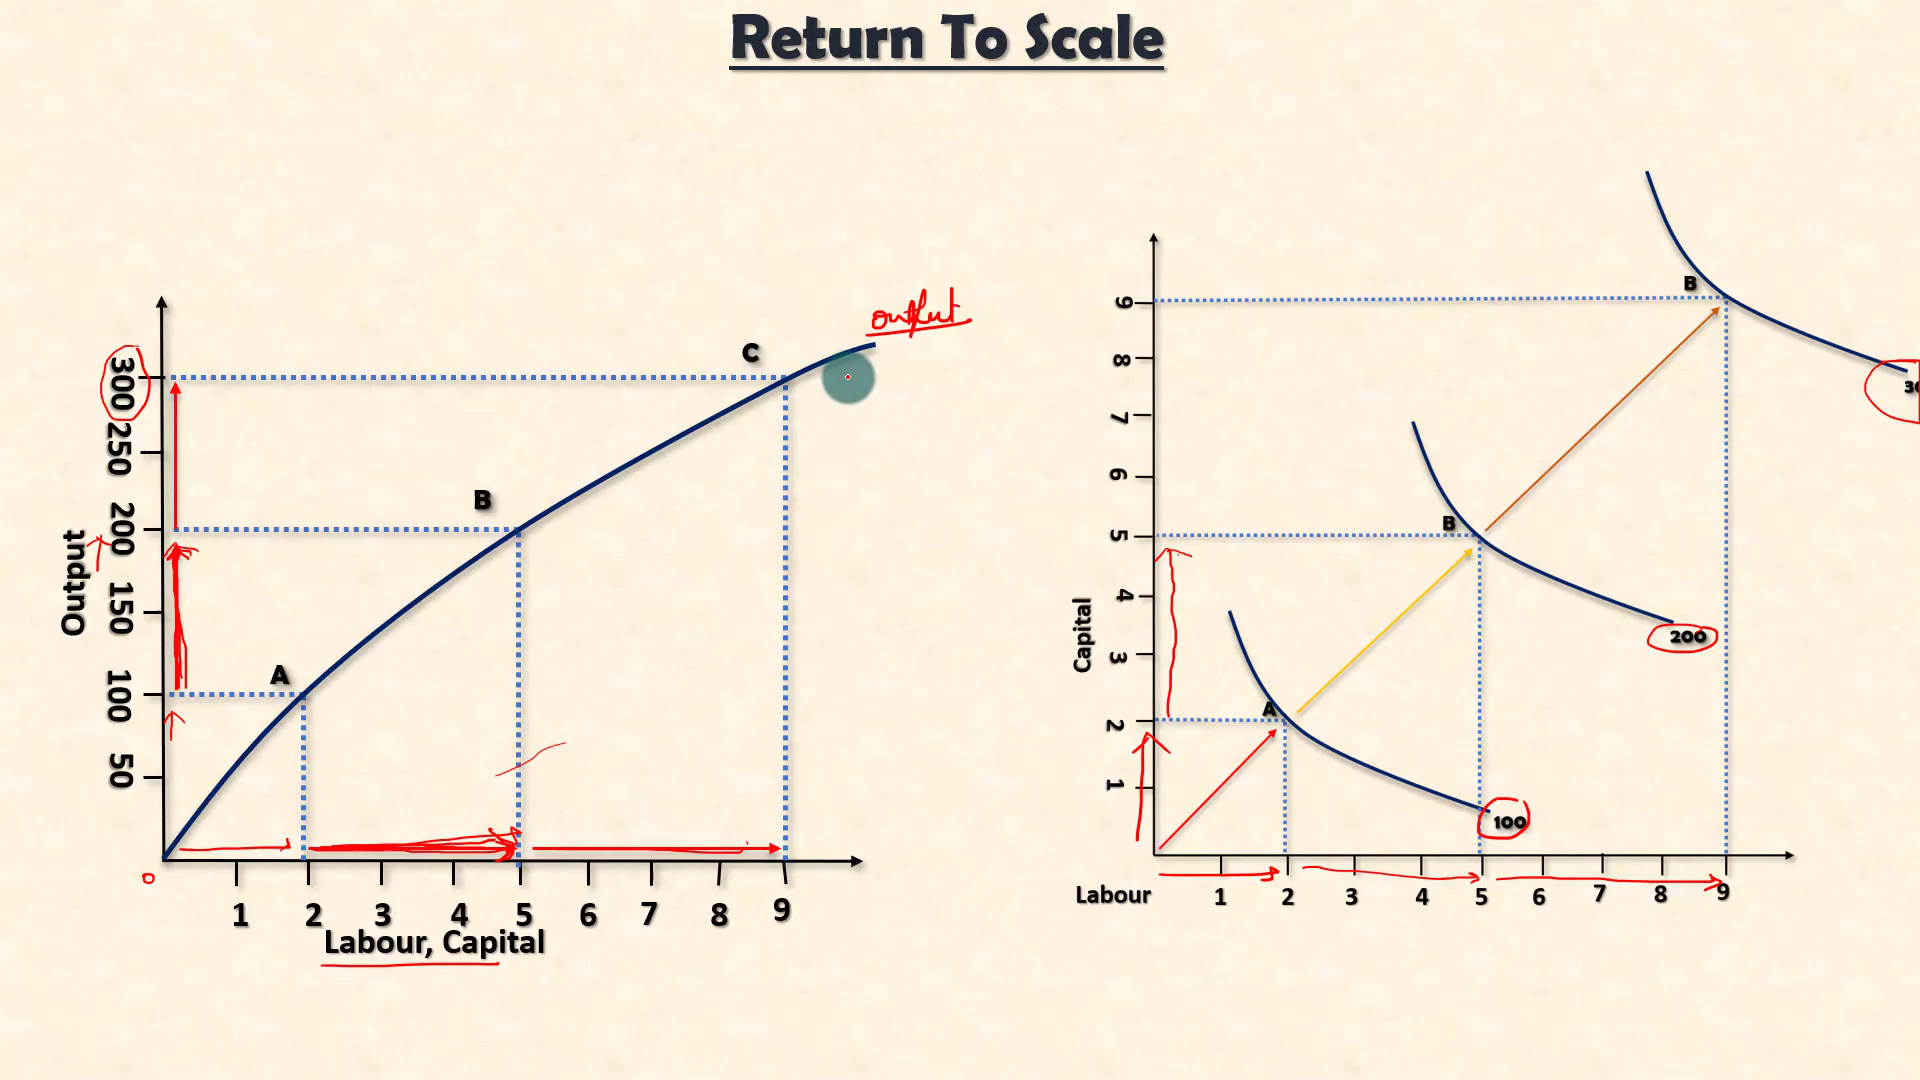 Return To Scale
output
C
300
250
B
200
Output
150
A
100
50
0
1 2 3 4 5 6 7 8 9
Labour, Capital
B
9
8
7
6
B
5
4
Capital
3
200
A
2
1
100
Labour 1 2 3 4 5 6 7 8 9